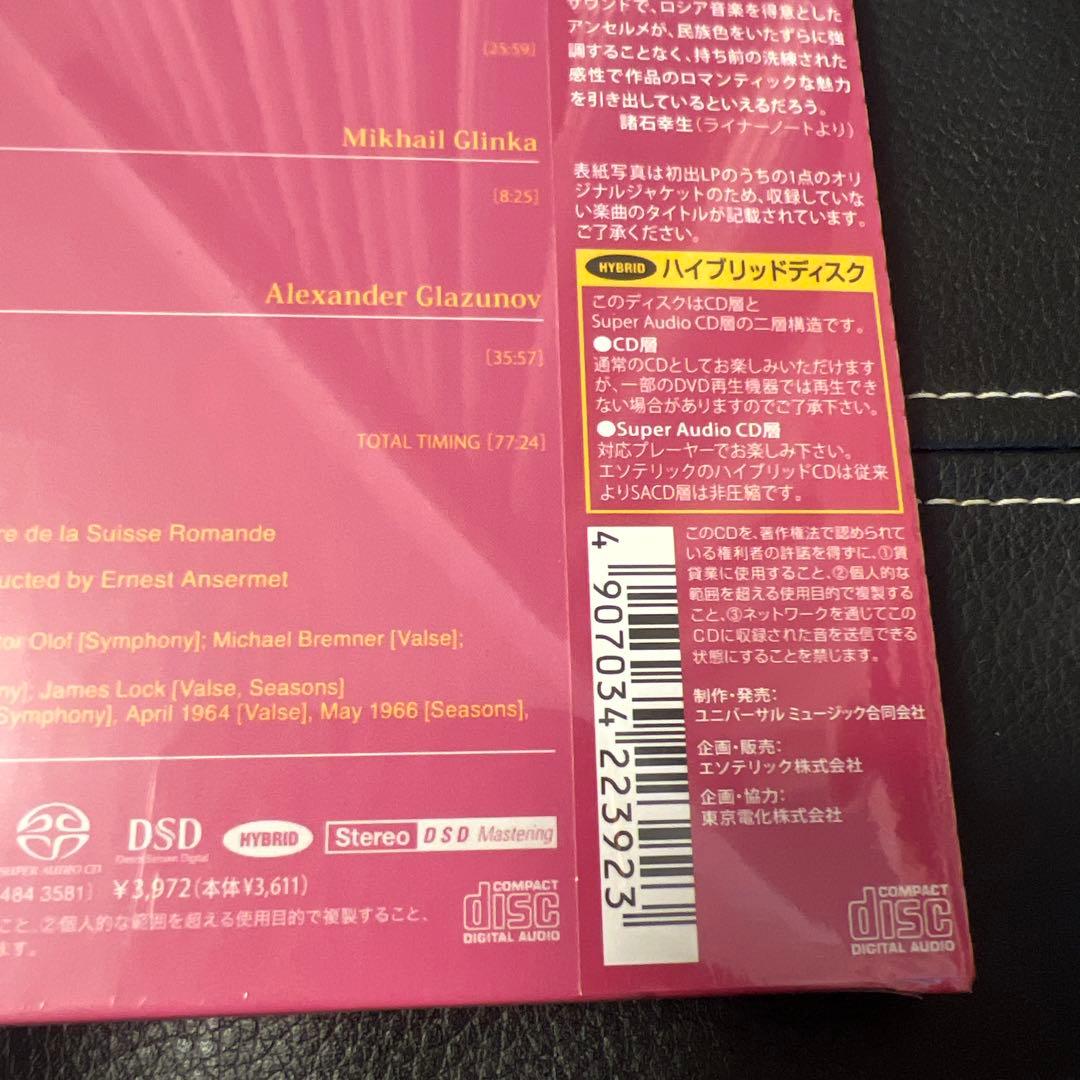 [25:59]
Mikhail Glinka
[8:25]
Alexander Glazunov
[35:57]
TOTAL TIMING [77:24]
re de la Suisse Romande
ucted by Ernest Ansermet
tor Olof [Symphony]; Michael Bremner [Valse];
ny], James Lock [Valse, Seasons]
Symphony], April 1964 [Valse], May 1966 [Seasons],
SUPER AUDIO CD
DSD
Direct Stream Digital
HYBRID
Stereo DSD Mastering
484 3581] ¥3,972(本体¥3,611)
こと、②個人的な範囲を超える使用目的で複製すること、
ます。
COMPACT
disc
DIGITAL AUDIO
サウンドで、ロシア音楽を得意とした
アンセルメが、民族色をいたずらに強
調することなく、持ち前の洗練された
感性で作品のロマンティックな魅力
を引き出しているといえるだろう。
諸石幸生(ライナーノートより)
表紙写真は初出LPのうちの1点のオリ
ジナルジャケットのため、収録していな
い楽曲のタイトルが記載されています。
ご了承ください。
HYBRID ハイブリッドディスク
このディスクはCD層と
Super Audio CD層の二層構造です。
●CD層
通常のCDとしてお楽しみいただけます
が、一部のDVD再生機器では再生でき
ない場合がありますのでご了承下さい。
●Super Audio CD層
対応プレーヤーでお楽しみ下さい。
エソテリックのハイブリッドCDは従来
よりSACD層は非圧縮です。
4 907034 223923
このCDを、著作権法で認められて
いる権利者の許諾を得ずに、①賃
貸業に使用すること、②個人的な
範囲を超える使用目的で複製する
こと、③ネットワークを通じてこの
CDに収録された音を送信できる
状態にすることを禁じます。
制作・発売:
ユニバーサル ミュージック合同会社
企画・販売:
エソテリック株式会社
企画・協力:
東京電化株式会社
COMPACT
disc
DIGITAL AUDIO